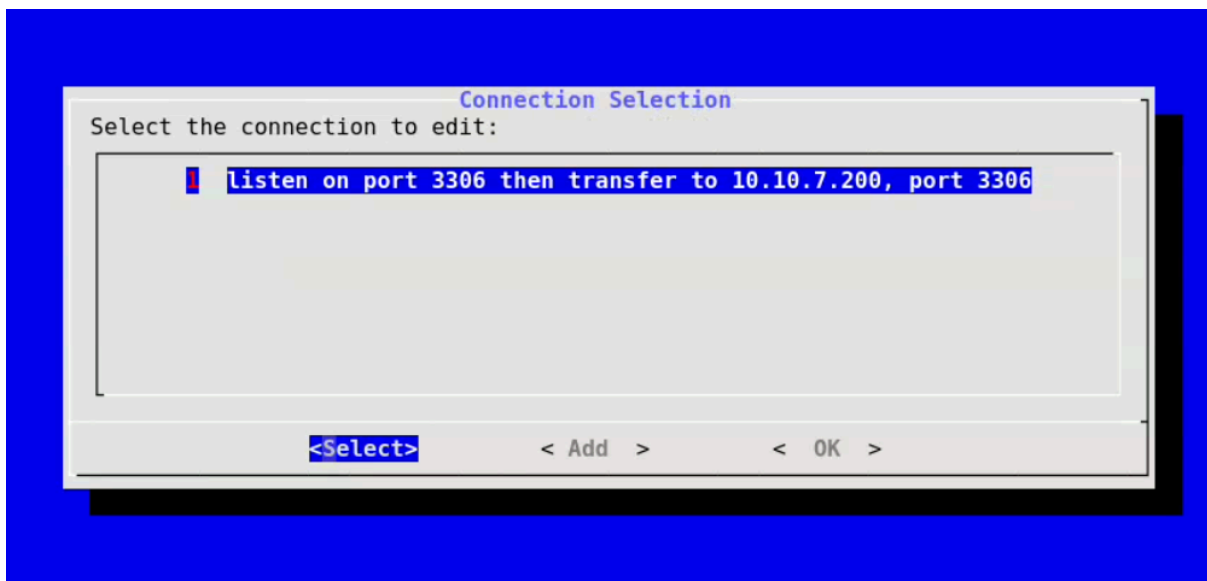 Connection Selection
Select the connection to edit:
1 listen on port 3306 then transfer to 10.10.7.200, port 3306
<Select> < Add > < OK >